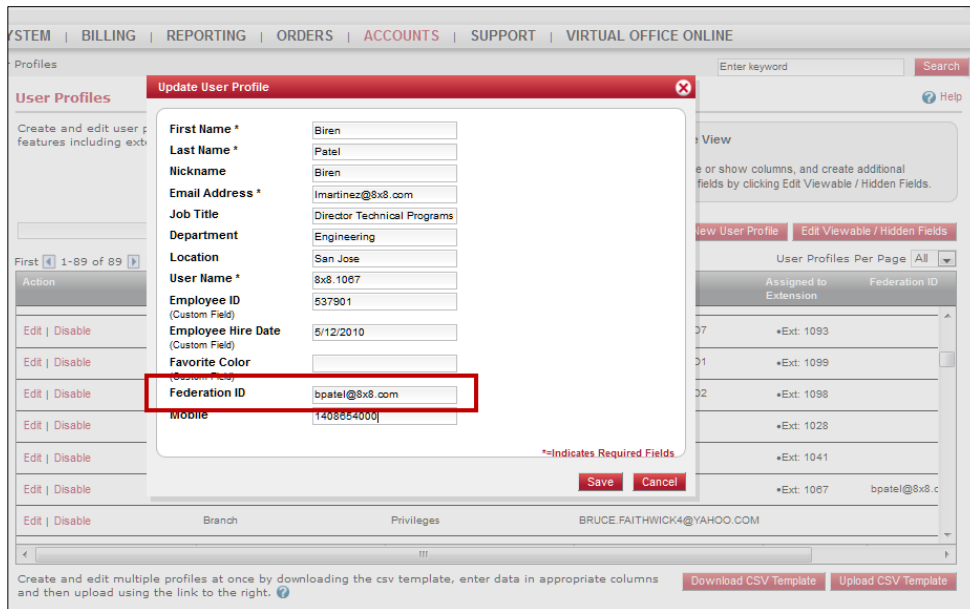 YSTEM | BILLING | REPORTING | ORDERS | ACCOUNTS | SUPPORT | VIRTUAL OFFICE ONLINE
Profiles
Enter keyword Search
User Profiles
Help
Create and edit user p
features including exte
View
e or show columns, and create additional
fields by clicking Edit Viewable / Hidden Fields.
Update User Profile
First Name * Biren
Last Name * Patel
Nickname Biren
Email Address * lmartinez@8x8.com
Job Title Director Technical Programs
Department Engineering
Location San Jose
User Name * 8x8.1067
Employee ID 537901
(Custom Field)
Employee Hire Date 5/12/2010
(Custom Field)
Favorite Color
(Custom Field)
Federation ID bpatel@8x8.com
Mobile 1408654000
*=Indicates Required Fields
Save Cancel
New User Profile Edit Viewable / Hidden Fields
First 1-89 of 89 User Profiles Per Page All
Action Assigned to Extension Federation ID
Edit | Disable 07 •Ext: 1093
Edit | Disable 01 •Ext: 1099
Edit | Disable 02 •Ext: 1098
Edit | Disable •Ext: 1028
Edit | Disable •Ext: 1041
Edit | Disable •Ext: 1067 bpatel@8x8.c
Edit | Disable Branch Privileges BRUCE.FAITHWICK4@YAHOO.COM
Create and edit multiple profiles at once by downloading the csv template, enter data in appropriate columns
and then upload using the link to the right.
Download CSV Template Upload CSV Template